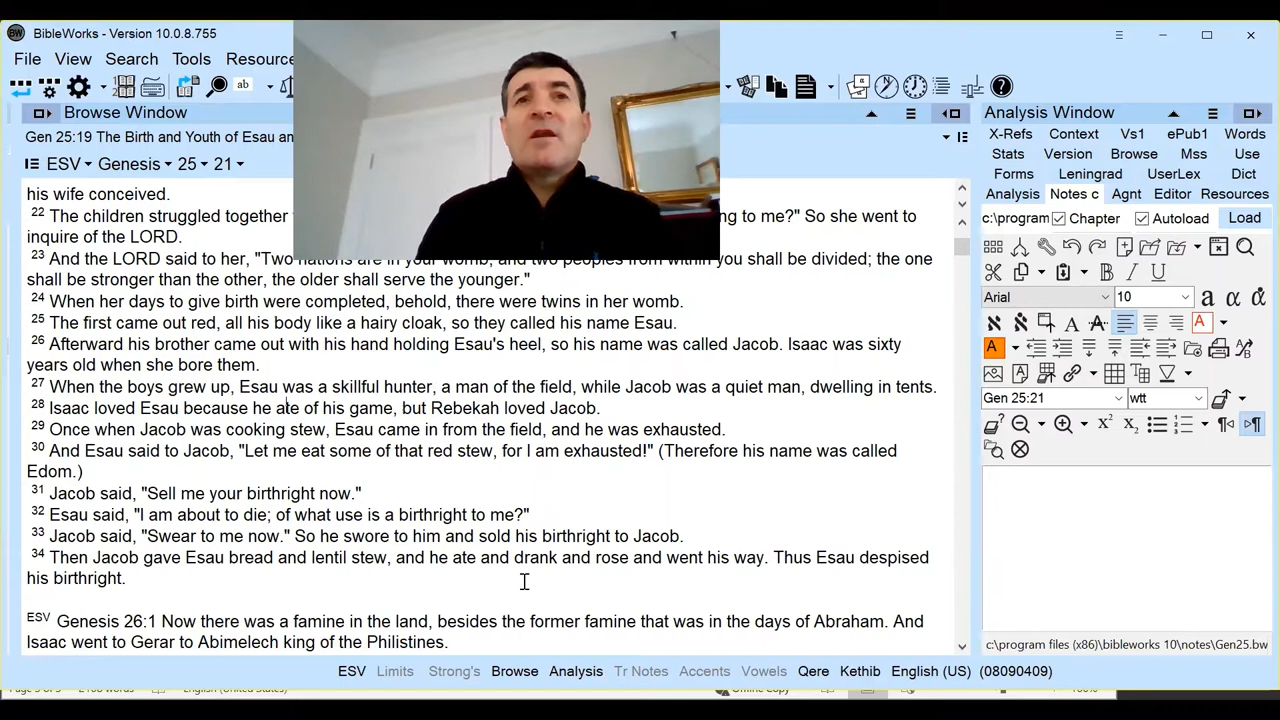 BibleWorks - Version 10.0.8.755
File View Search Tools Resource
ab
Browse Window
Gen 25:19 The Birth and Youth of Esau an
ESV Genesis 25 21
his wife conceived.
22 The children struggled together
ng to me?" So she went to
inquire of the LORD.
23 And the LORD said to her, "Two nations are in your womb, and two peoples from within you shall be divided; the one
shall be stronger than the other, the older shall serve the younger."
24 When her days to give birth were completed, behold, there were twins in her womb.
25 The first came out red, all his body like a hairy cloak, so they called his name Esau.
26 Afterward his brother came out with his hand holding Esau's heel, so his name was called Jacob. Isaac was sixty
years old when she bore them.
27 When the boys grew up, Esau was a skillful hunter, a man of the field, while Jacob was a quiet man, dwelling in tents.
28 Isaac loved Esau because he ate of his game, but Rebekah loved Jacob.
29 Once when Jacob was cooking stew, Esau came in from the field, and he was exhausted.
30 And Esau said to Jacob, "Let me eat some of that red stew, for I am exhausted!" (Therefore his name was called
Edom.)
31 Jacob said, "Sell me your birthright now."
32 Esau said, "I am about to die; of what use is a birthright to me?"
33 Jacob said, "Swear to me now." So he swore to him and sold his birthright to Jacob.
34 Then Jacob gave Esau bread and lentil stew, and he ate and drank and rose and went his way. Thus Esau despised
his birthright.
ESV Genesis 26:1 Now there was a famine in the land, besides the former famine that was in the days of Abraham. And
Isaac went to Gerar to Abimelech king of the Philistines.
Analysis Window
X-Refs Context Vs1 ePub1 Words
Stats Version Browse Mss Use
Forms Leningrad UserLex Dict
Analysis Notes c Agnt Editor Resources
c:\program Chapter Autoload Load
B I U
Arial 10 a α α
א א A A A
A
Gen 25:21 wtt
X² X₂
c:\program files (x86)\bibleworks 10\notes\Gen25.bw
ESV Limits Strong's Browse Analysis Tr Notes Accents Vowels Qere Kethib English (US) (08090409)